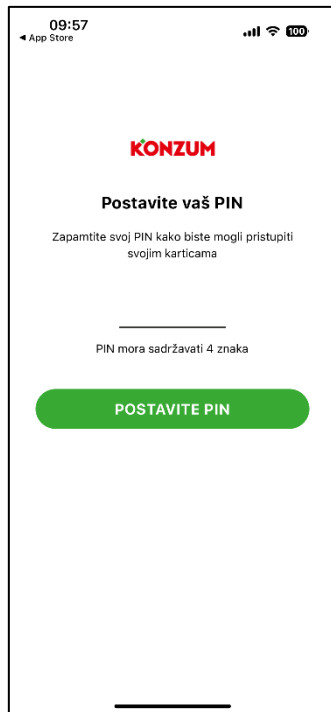 09:57
◀ App Store
100
KONZUM
Postavite vaš PIN
Zapamtite svoj PIN kako biste mogli pristupiti
svojim karticama
PIN mora sadržavati 4 znaka
POSTAVITE PIN